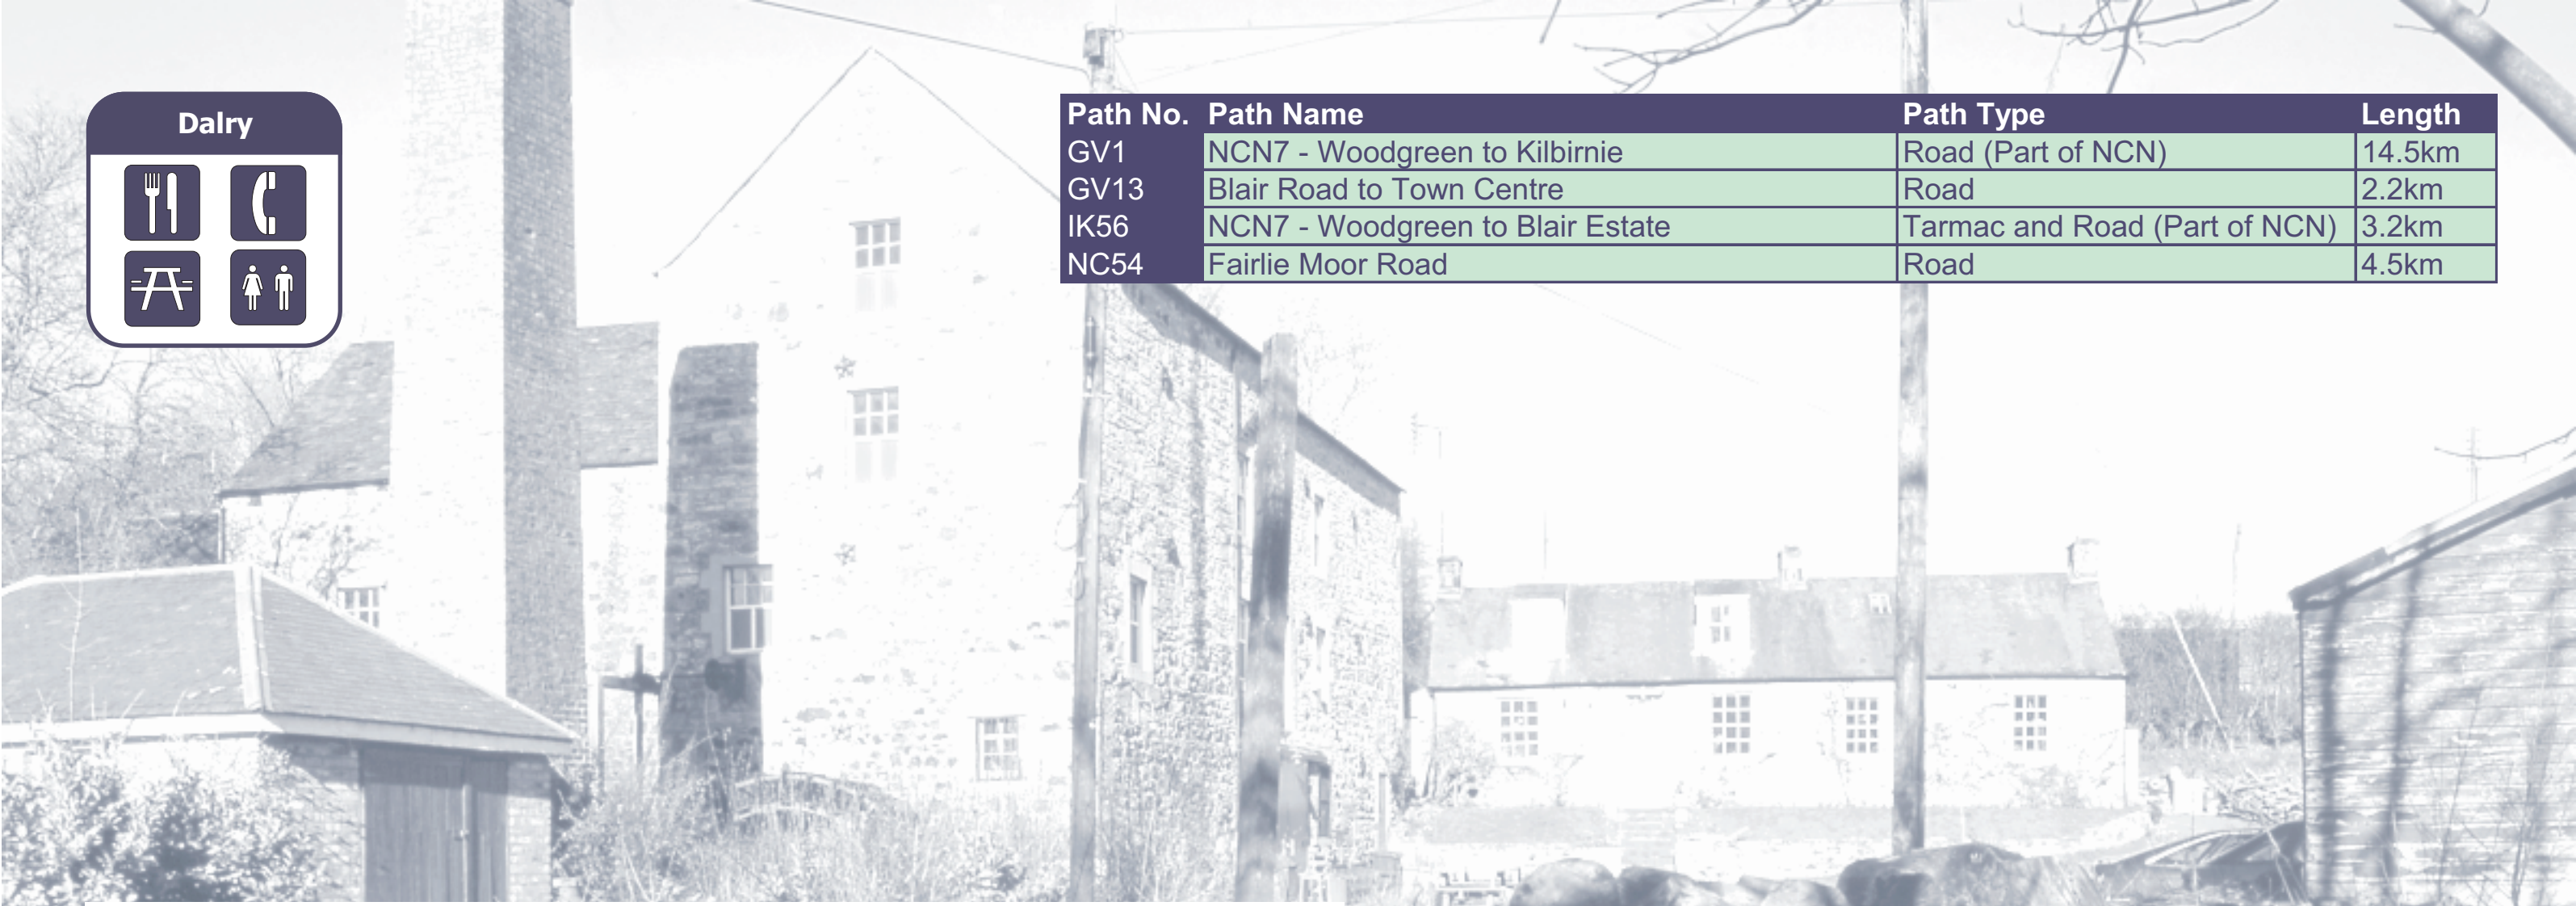 Dalry
Path No. Path Name Path Type Length
GV1 NCN7 - Woodgreen to Kilbirnie Road (Part of NCN) 14.5km
GV13 Blair Road to Town Centre Road 2.2km
IK56 NCN7 - Woodgreen to Blair Estate Tarmac and Road (Part of NCN) 3.2km
NC54 Fairlie Moor Road Road 4.5km